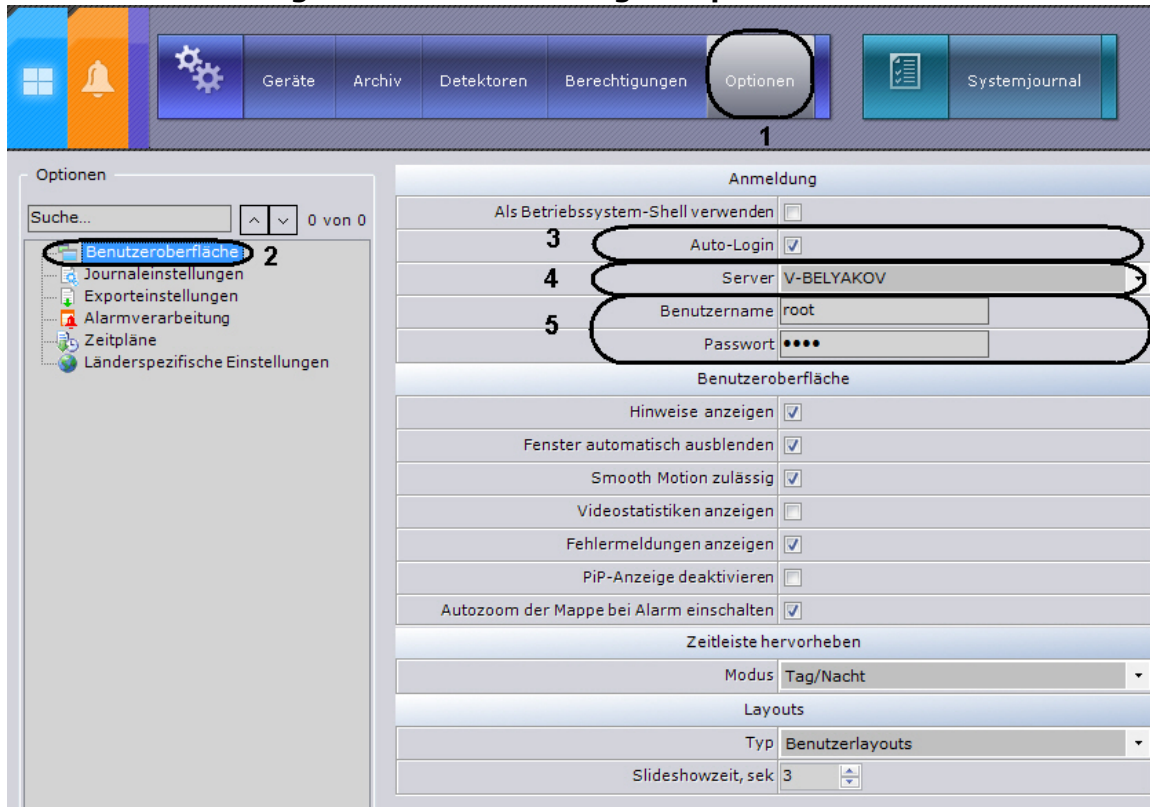 Geräte Archiv Detektoren Berechtigungen Optionen Systemjournal
1
Optionen
Suche... 0 von 0
Benutzeroberfläche 2
Journaleinstellungen
Exporteinstellungen
Alarmverarbeitung
Zeitpläne
Länderspezifische Einstellungen
Anmeldung
Als Betriebssystem-Shell verwenden
3 Auto-Login
4 Server V-BELYAKOV
5 Benutzername root
Passwort ••••
Benutzeroberfläche
Hinweise anzeigen
Fenster automatisch ausblenden
Smooth Motion zulässig
Videostatistiken anzeigen
Fehlermeldungen anzeigen
PiP-Anzeige deaktivieren
Autozoom der Mappe bei Alarm einschalten
Zeitleiste hervorheben
Modus Tag/Nacht
Layouts
Typ Benutzerlayouts
Slideshowzeit, sek 3